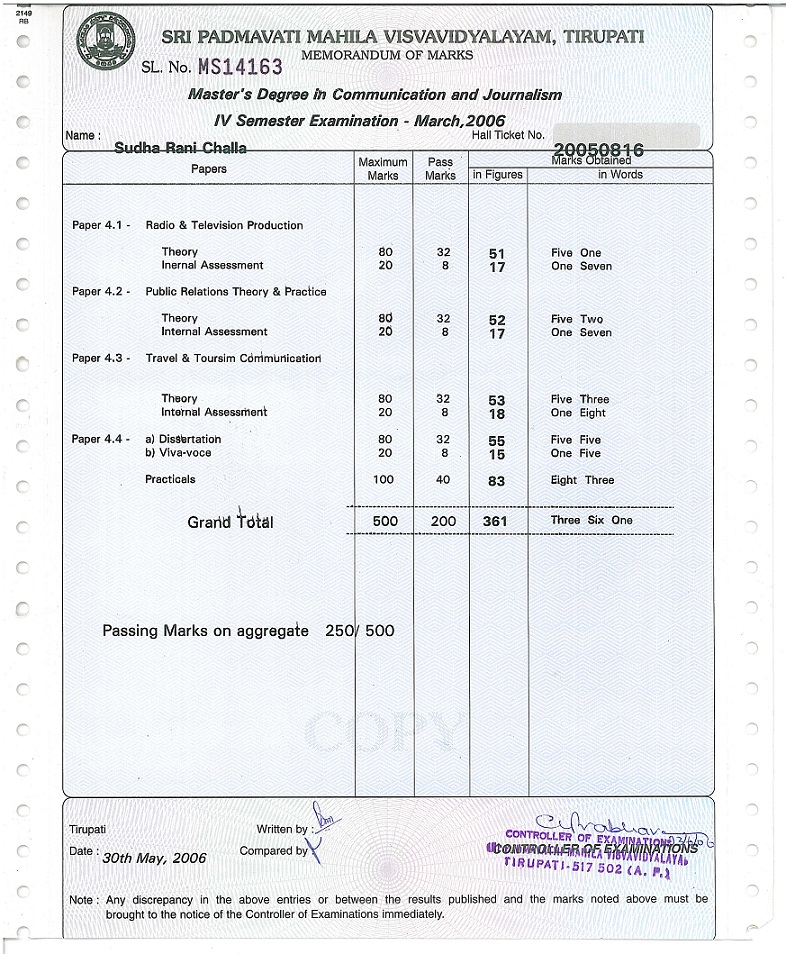 2149
RB
SRI PADMAVATI MAHILA VISVAVIDYALAYAM, TIRUPATI
MEMORANDUM OF MARKS
SL. No. MS14163
Master's Degree in Communication and Journalism
IV Semester Examination - March,2006
Name : Hall Ticket No.
Sudha Rani Challa 20050816
Papers Maximum Marks Pass Marks Marks Obtained
in Figures in Words
Paper 4.1 - Radio & Television Production
Theory 80 32 51 Five One
Inernal Assessment 20 8 17 One Seven
Paper 4.2 - Public Relations Theory & Practice
Theory 80 32 52 Five Two
Internal Assessment 20 8 17 One Seven
Paper 4.3 - Travel & Toursim Communication
Theory 80 32 53 Five Three
Internal Assessment 20 8 18 One Eight
Paper 4.4 - a) Dissertation 80 32 55 Five Five
b) Viva-voce 20 8 15 One Five
Practicals 100 40 83 Eight Three
Grand Total 500 200 361 Three Six One
Passing Marks on aggregate 250/ 500
COPY
Tirupati Written by :
Date : 30th May, 2006 Compared by
CONTROLLER OF EXAMINATIONS
CONTROLLER OF EXAMINATIONS
TIRUPATI-517 502 (A. P.)
Note : Any discrepancy in the above entries or between the results published and the marks noted above must be
brought to the notice of the Controller of Examinations immediately.